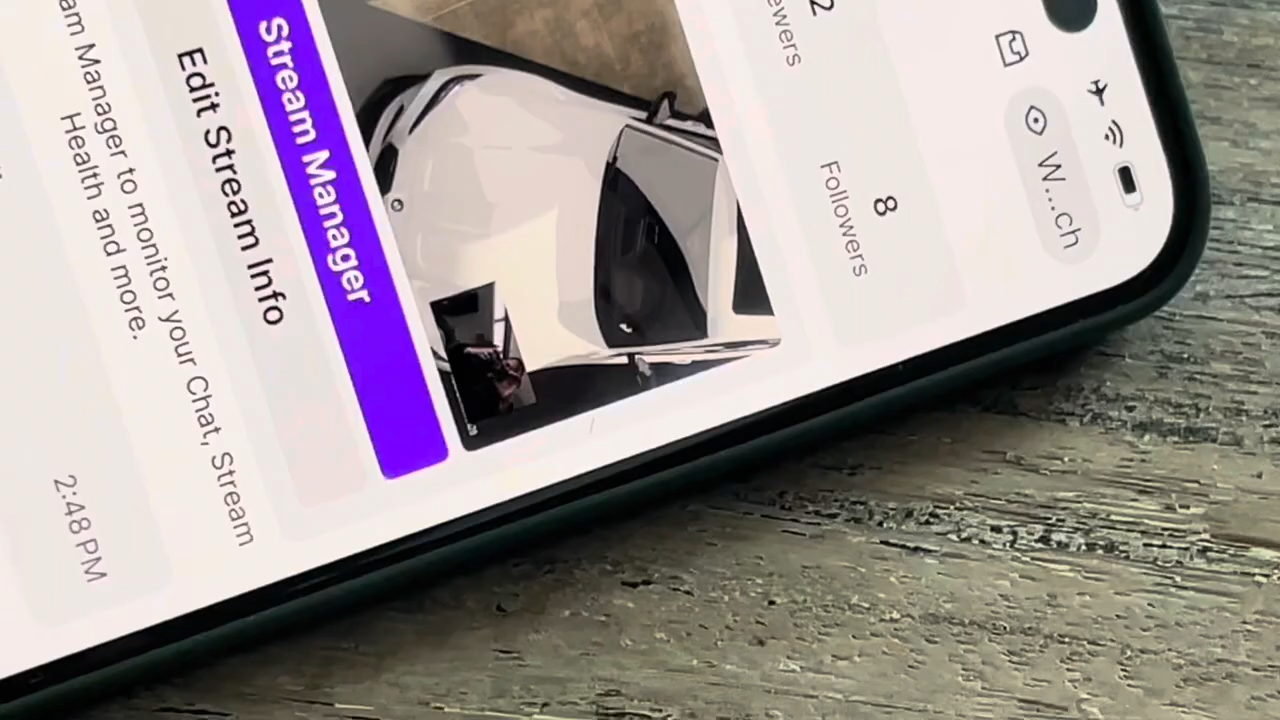 W...ch
2
8
ewers
Followers
Stream Manager
Edit Stream Info
am Manager to monitor your Chat, Stream
Health and more.
2:48 PM